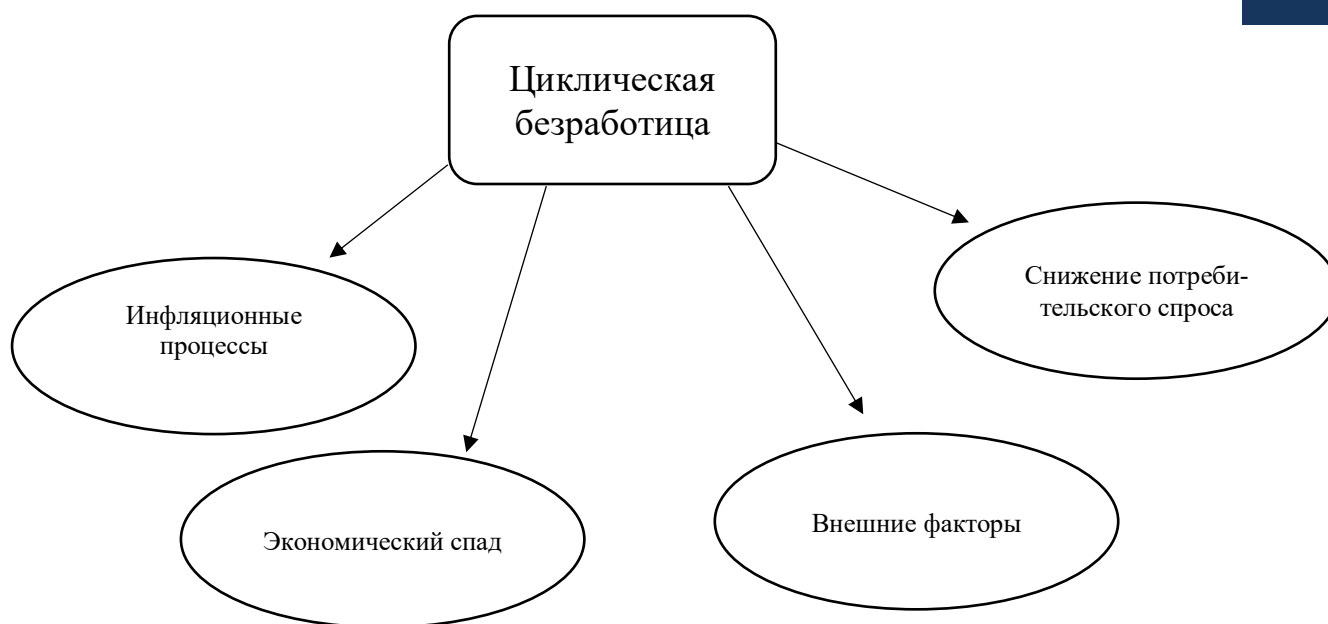 Циклическая
безработица
Снижение потреби-
тельского спроса
Инфляционные
процессы
Внешние факторы
Экономический спад